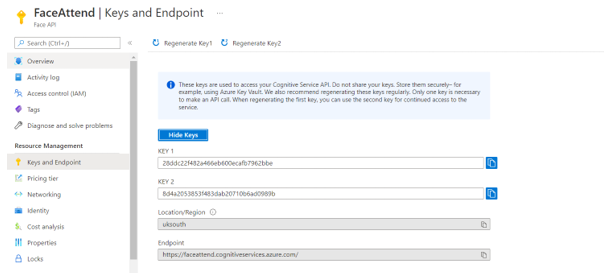 FaceAttend | Keys and Endpoint ...
Face API
Search (Ctrl+/) «
Regenerate Key1 Regenerate Key2
Overview
Activity log
Access control (IAM)
Tags
Diagnose and solve problems
Resource Management
Keys and Endpoint
Pricing tier
Networking
Identity
Cost analysis
Properties
Locks
These keys are used to access your Cognitive Service API. Do not share your keys. Store them securely– for
example, using Azure Key Vault. We also recommend regenerating these keys regularly. Only one key is necessary
to make an API call. When regenerating the first key, you can use the second key for continued access to the
service.
Hide Keys
KEY 1
28ddc22f482a466eb600ecafb7962bbe
KEY 2
8d4a2053853f483dab20710b6ad0989b
Location/Region
uksouth
Endpoint
https://faceattend.cognitiveservices.azure.com/